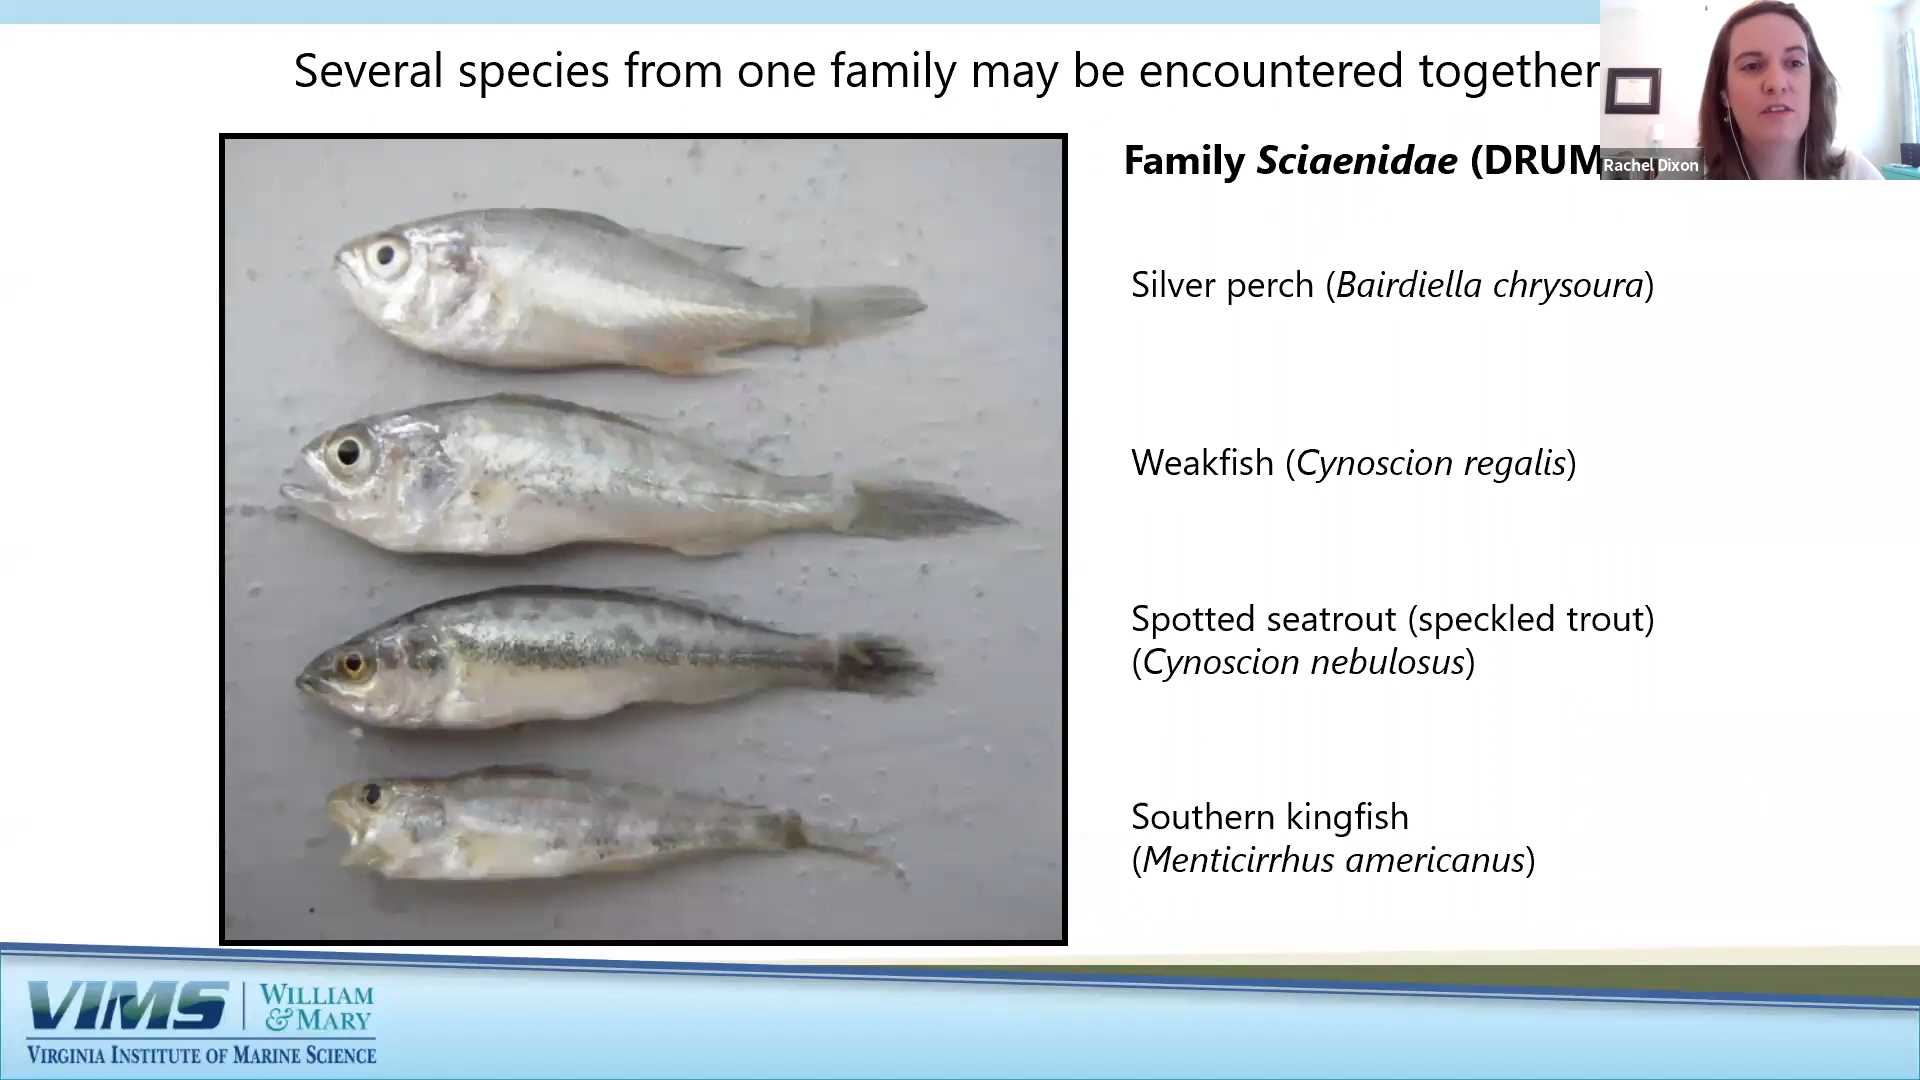 Several species from one family may be encountered together
Family Sciaenidae (DRUM
Rachel Dixon
Silver perch (Bairdiella chrysoura)
Weakfish (Cynoscion regalis)
Spotted seatrout (speckled trout)
(Cynoscion nebulosus)
Southern kingfish
(Menticirrhus americanus)
VIMS
WILLIAM
& MARY
VIRGINIA INSTITUTE OF MARINE SCIENCE